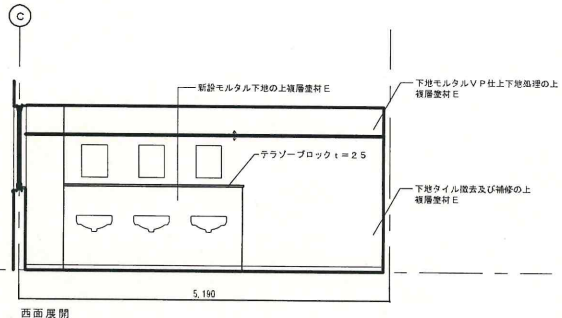 C
新設モルタル下地の上複層塗材E
下地モルタルVP仕上下地処理の上
複層塗材E
テラゾーブロックt=25
下地タイル撤去及び補修の上
複層塗材E
5,190
西面展開